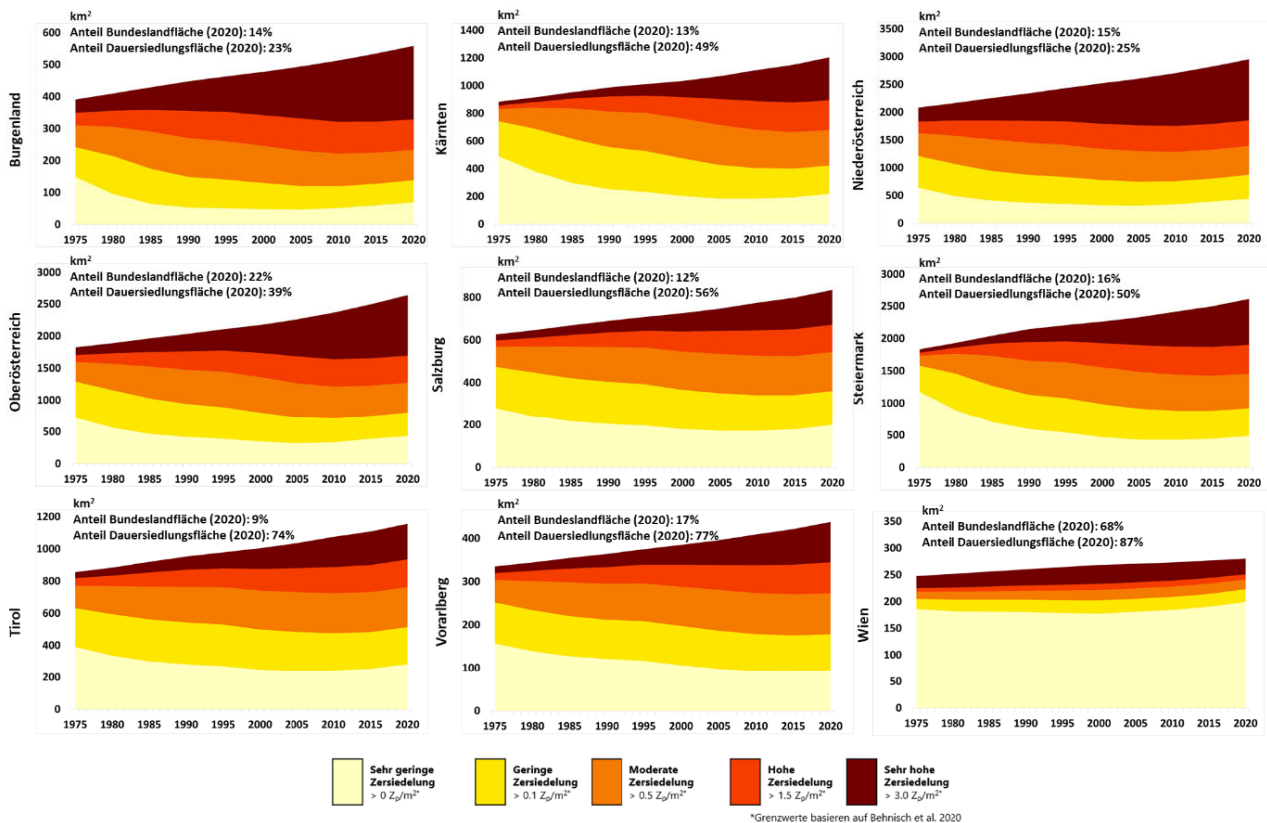 km²
Anteil Bundeslandfläche (2020): 14%
Anteil Dauersiedlungsfläche (2020): 23%
600
500
400
300
200
100
0
Burgenland
1975 1980 1985 1990 1995 2000 2005 2010 2015 2020
km²
Anteil Bundeslandfläche (2020): 13%
Anteil Dauersiedlungsfläche (2020): 49%
1400
1200
1000
800
600
400
200
0
Kärnten
1975 1980 1985 1990 1995 2000 2005 2010 2015 2020
km²
Anteil Bundeslandfläche (2020): 15%
Anteil Dauersiedlungsfläche (2020): 25%
3500
3000
2500
2000
1500
1000
500
0
Niederösterreich
1975 1980 1985 1990 1995 2000 2005 2010 2015 2020
km²
Anteil Bundeslandfläche (2020): 22%
Anteil Dauersiedlungsfläche (2020): 39%
3000
2500
2000
1500
1000
500
0
Oberösterreich
1975 1980 1985 1990 1995 2000 2005 2010 2015 2020
km²
Anteil Bundeslandfläche (2020): 12%
Anteil Dauersiedlungsfläche (2020): 56%
800
600
400
200
0
Salzburg
1975 1980 1985 1990 1995 2000 2005 2010 2015 2020
km²
Anteil Bundeslandfläche (2020): 16%
Anteil Dauersiedlungsfläche (2020): 50%
3000
2500
2000
1500
1000
500
0
Steiermark
1975 1980 1985 1990 1995 2000 2005 2010 2015 2020
km²
Anteil Bundeslandfläche (2020): 9%
Anteil Dauersiedlungsfläche (2020): 74%
1200
1000
800
600
400
200
0
Tirol
1975 1980 1985 1990 1995 2000 2005 2010 2015 2020
km²
Anteil Bundeslandfläche (2020): 17%
Anteil Dauersiedlungsfläche (2020): 77%
400
300
200
100
0
Vorarlberg
1975 1980 1985 1990 1995 2000 2005 2010 2015 2020
km²
Anteil Bundeslandfläche (2020): 68%
Anteil Dauersiedlungsfläche (2020): 87%
350
300
250
200
150
100
50
0
Wien
1975 1980 1985 1990 1995 2000 2005 2010 2015 2020
Sehr geringe
Zersiedelung
> 0 Zₚ/m²*
Geringe
Zersiedelung
> 0.1 Zₚ/m²*
Moderate
Zersiedelung
> 0.5 Zₚ/m²*
Hohe
Zersiedelung
> 1.5 Zₚ/m²*
Sehr hohe
Zersiedelung
> 3.0 Zₚ/m²*
*Grenzwerte basieren auf Behnisch et al. 2020